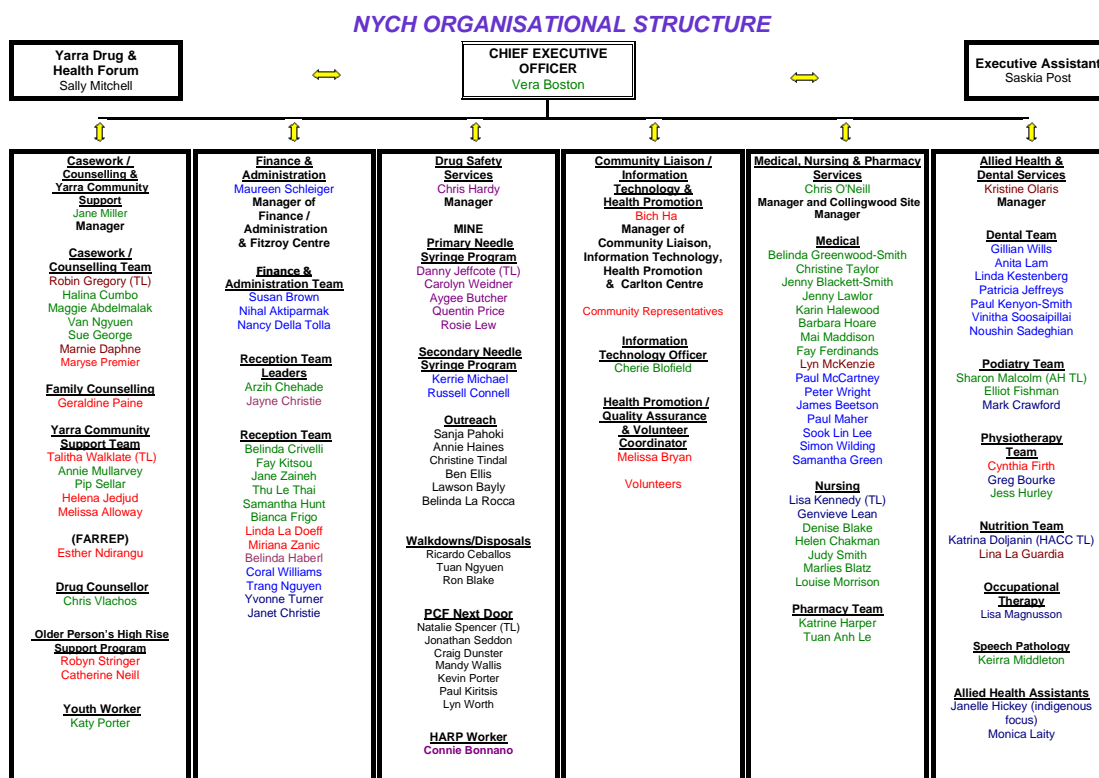 NYCH ORGANISATIONAL STRUCTURE
Yarra Drug &
Health Forum
Sally Mitchell
CHIEF EXECUTIVE
OFFICER
Vera Boston
Executive Assistant
Saskia Post
Casework /
Counselling &
Yarra Community
Support
Jane Miller
Manager
Casework /
Counselling Team
Robin Gregory (TL)
Halina Cumbo
Maggie Abdelmalak
Van Ngyuen
Sue George
Marnie Daphne
Maryse Premier
Family Counselling
Geraldine Paine
Yarra Community
Support Team
Talitha Walklate (TL)
Annie Mullarvey
Pip Sellar
Helena Jedjud
Melissa Alloway
(FARREP)
Esther Ndirangu
Drug Counsellor
Chris Vlachos
Older Person's High Rise
Support Program
Robyn Stringer
Catherine Neill
Youth Worker
Katy Porter
Finance &
Administration
Maureen Schleiger
Manager of
Finance /
Administration
& Fitzroy Centre
Finance &
Administration Team
Susan Brown
Nihal Aktiparmak
Nancy Della Tolla
Reception Team
Leaders
Arzih Chehade
Jayne Christie
Reception Team
Belinda Crivelli
Fay Kitsou
Jane Zaineh
Thu Le Thai
Samantha Hunt
Bianca Frigo
Linda La Doeff
Miriana Zanic
Belinda Haberl
Coral Williams
Trang Nguyen
Yvonne Turner
Janet Christie
Drug Safety
Services
Chris Hardy
Manager
MINE
Primary Needle
Syringe Program
Danny Jeffcote (TL)
Carolyn Weidner
Aygee Butcher
Quentin Price
Rosie Lew
Secondary Needle
Syringe Program
Kerrie Michael
Russell Connell
Outreach
Sanja Pahoki
Annie Haines
Christine Tindal
Ben Ellis
Lawson Bayly
Belinda La Rocca
Walkdowns/Disposals
Ricardo Ceballos
Tuan Ngyuen
Ron Blake
PCF Next Door
Natalie Spencer (TL)
Jonathan Seddon
Craig Dunster
Mandy Wallis
Kevin Porter
Paul Kiritsis
Lyn Worth
HARP Worker
Connie Bonnano
Community Liaison /
Information
Technology &
Health Promotion
Bich Ha
Manager of
Community Liaison,
Information Technology,
Health Promotion
& Carlton Centre
Community Representatives
Information
Technology Officer
Cherie Blofield
Health Promotion /
Quality Assurance
& Volunteer
Coordinator
Melissa Bryan
Volunteers
Medical, Nursing & Pharmacy
Services
Chris O'Neill
Manager and Collingwood Site
Manager
Medical
Belinda Greenwood-Smith
Christine Taylor
Jenny Blackett-Smith
Jenny Lawlor
Karin Halewood
Barbara Hoare
Mai Maddison
Fay Ferdinands
Lyn McKenzie
Paul McCartney
Peter Wright
James Beetson
Paul Maher
Sook Lin Lee
Simon Wilding
Samantha Green
Nursing
Lisa Kennedy (TL)
Genvieve Lean
Denise Blake
Helen Chakman
Judy Smith
Marlies Blatz
Louise Morrison
Pharmacy Team
Katrine Harper
Tuan Anh Le
Allied Health &
Dental Services
Kristine Olaris
Manager
Dental Team
Gillian Wills
Anita Lam
Linda Kestenberg
Patricia Jeffreys
Paul Kenyon-Smith
Vinitha Soosaipillai
Noushin Sadeghian
Podiatry Team
Sharon Malcolm (AH TL)
Elliot Fishman
Mark Crawford
Physiotherapy
Team
Cynthia Firth
Greg Bourke
Jess Hurley
Nutrition Team
Katrina Doljanin (HACC TL)
Lina La Guardia
Occupational
Therapy
Lisa Magnusson
Speech Pathology
Keirra Middleton
Allied Health Assistants
Janelle Hickey (indigenous
focus)
Monica Laity